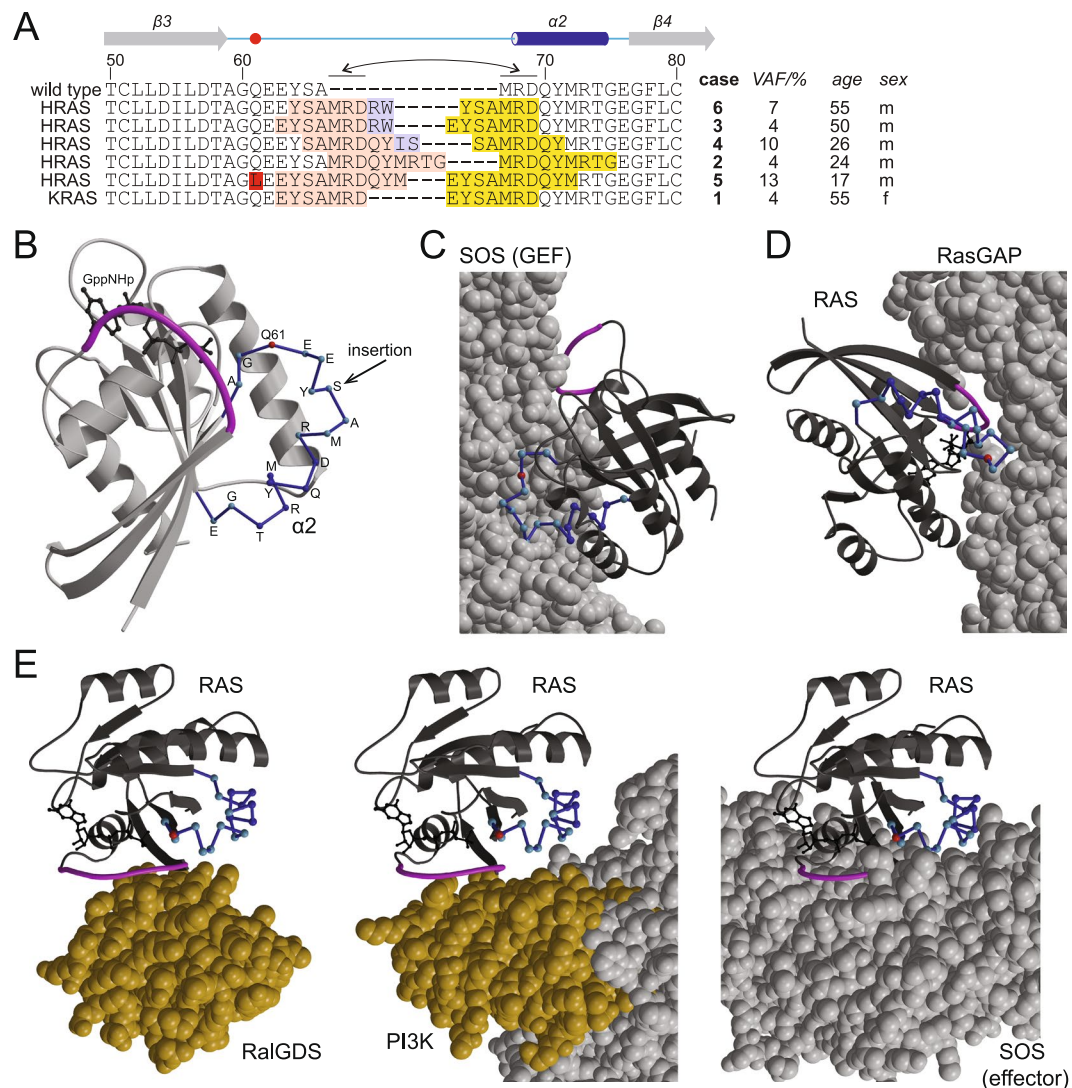 A
β3 α2 β4
50 60 70 80 case VAF/% age sex
wild type TCLLDILDTAGQEEYSA-------------MRDQYMRTGEGFLC
HRAS TCLLDILDTAGQEEYSAMRDRW-----YSAMRDQYMRTGEGFLC 6 7 55 m
HRAS TCLLDILDTAGQEEYSAMRDRW----EYSAMRDQYMRTGEGFLC 3 4 50 m
HRAS TCLLDILDTAGQEEYSAMRDQYLS----SAMRDQYMRTGEGFLC 4 10 26 m
HRAS TCLLDILDTAGQEEYSAMRDQYMRTG----MRDQYMRTGEGFLC 2 4 24 m
HRAS TCLLDILDTAGLEEYSAMRDQYM---EYSAMRDQYMRTGEGFLC 5 13 17 m
KRAS TCLLDILDTAGQEEYSAMRD------EYSAMRDQYMRTGEGFLC 1 4 55 f
B
GppNHp
Q61
A G E E Y S A M R D Q Y M R T G E
insertion
α2
C
SOS (GEF)
D
RasGAP
RAS
E
RAS
RalGDS
RAS
PI3K
RAS
SOS
(effector)